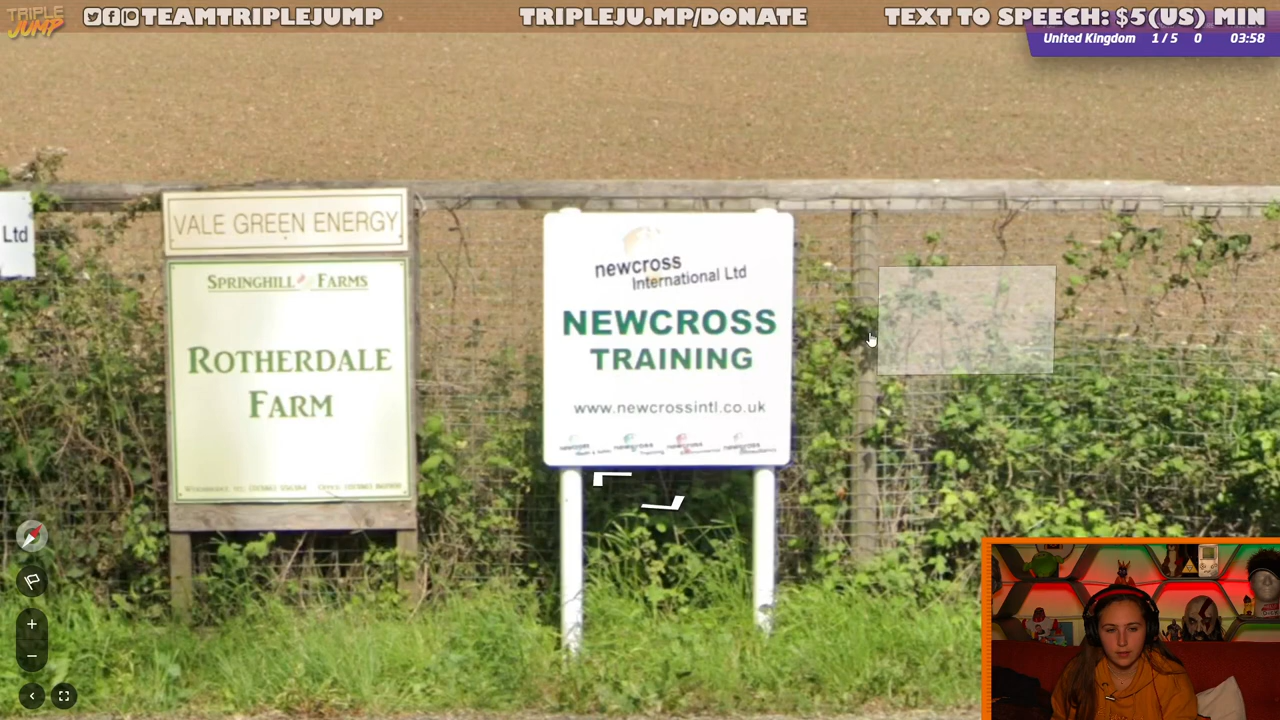 TRIPLE
JUMP
TEAMTRIPLEJUMP
TRIPLEJU.MP/DONATE
TEXT TO SPEECH: $5(US) MIN
United Kingdom 1 / 5 0 03:58
Ltd
VALE GREEN ENERGY
SPRINGHILL FARMS
ROTHERDALE
FARM
newcross
International Ltd
NEWCROSS
TRAINING
www.newcrossintl.co.uk